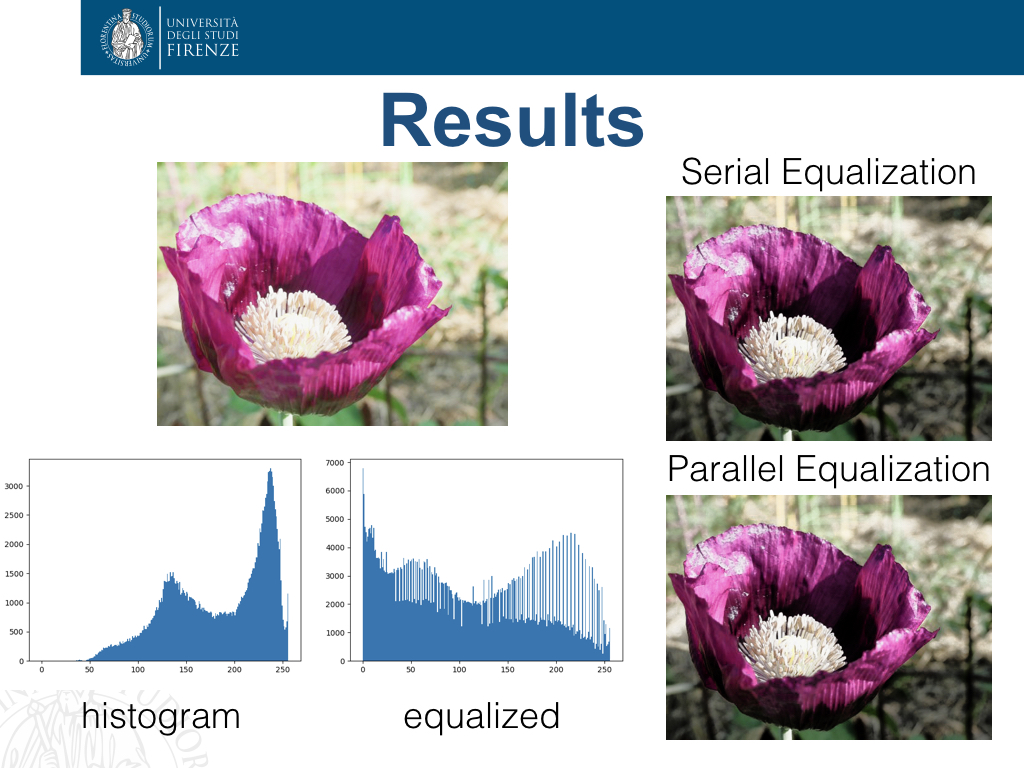 UNIVERSITÀ
DEGLI STUDI
FIRENZE
Results
Serial Equalization
Parallel Equalization
3000
2500
2000
1500
1000
500
0
0 50 100 150 200 250
histogram
7000
6000
5000
4000
3000
2000
1000
0
0 50 100 150 200 250
equalized